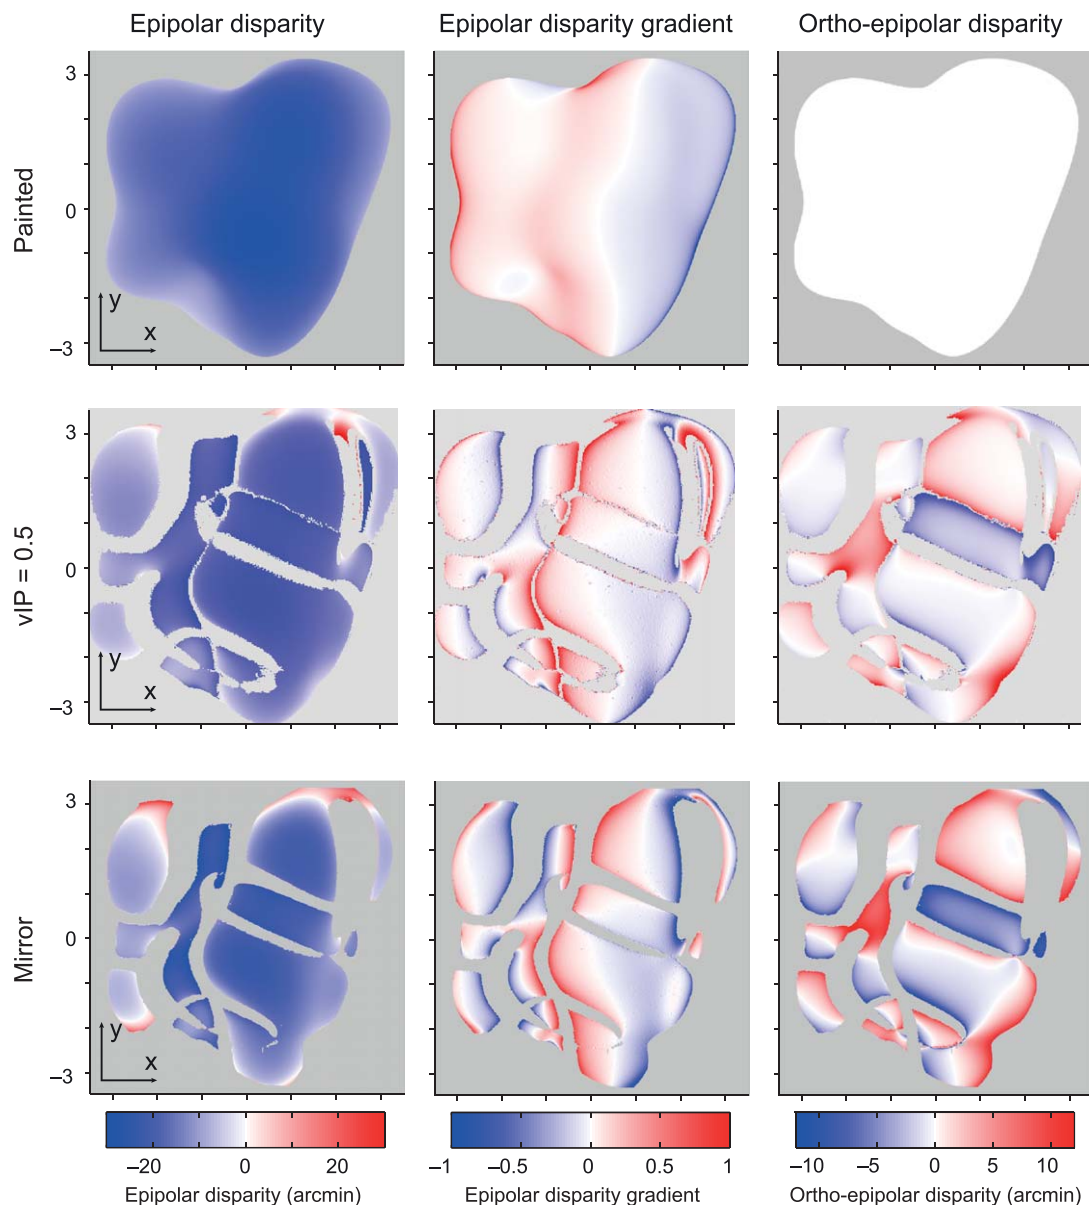 Epipolar disparity
Epipolar disparity gradient
Ortho-epipolar disparity
Painted
3
0
–3
y
x
vIP = 0.5
3
0
–3
y
x
Mirror
3
0
–3
y
x
–20 0 20
Epipolar disparity (arcmin)
–1 –0.5 0 0.5 1
Epipolar disparity gradient
–10 –5 0 5 10
Ortho-epipolar disparity (arcmin)